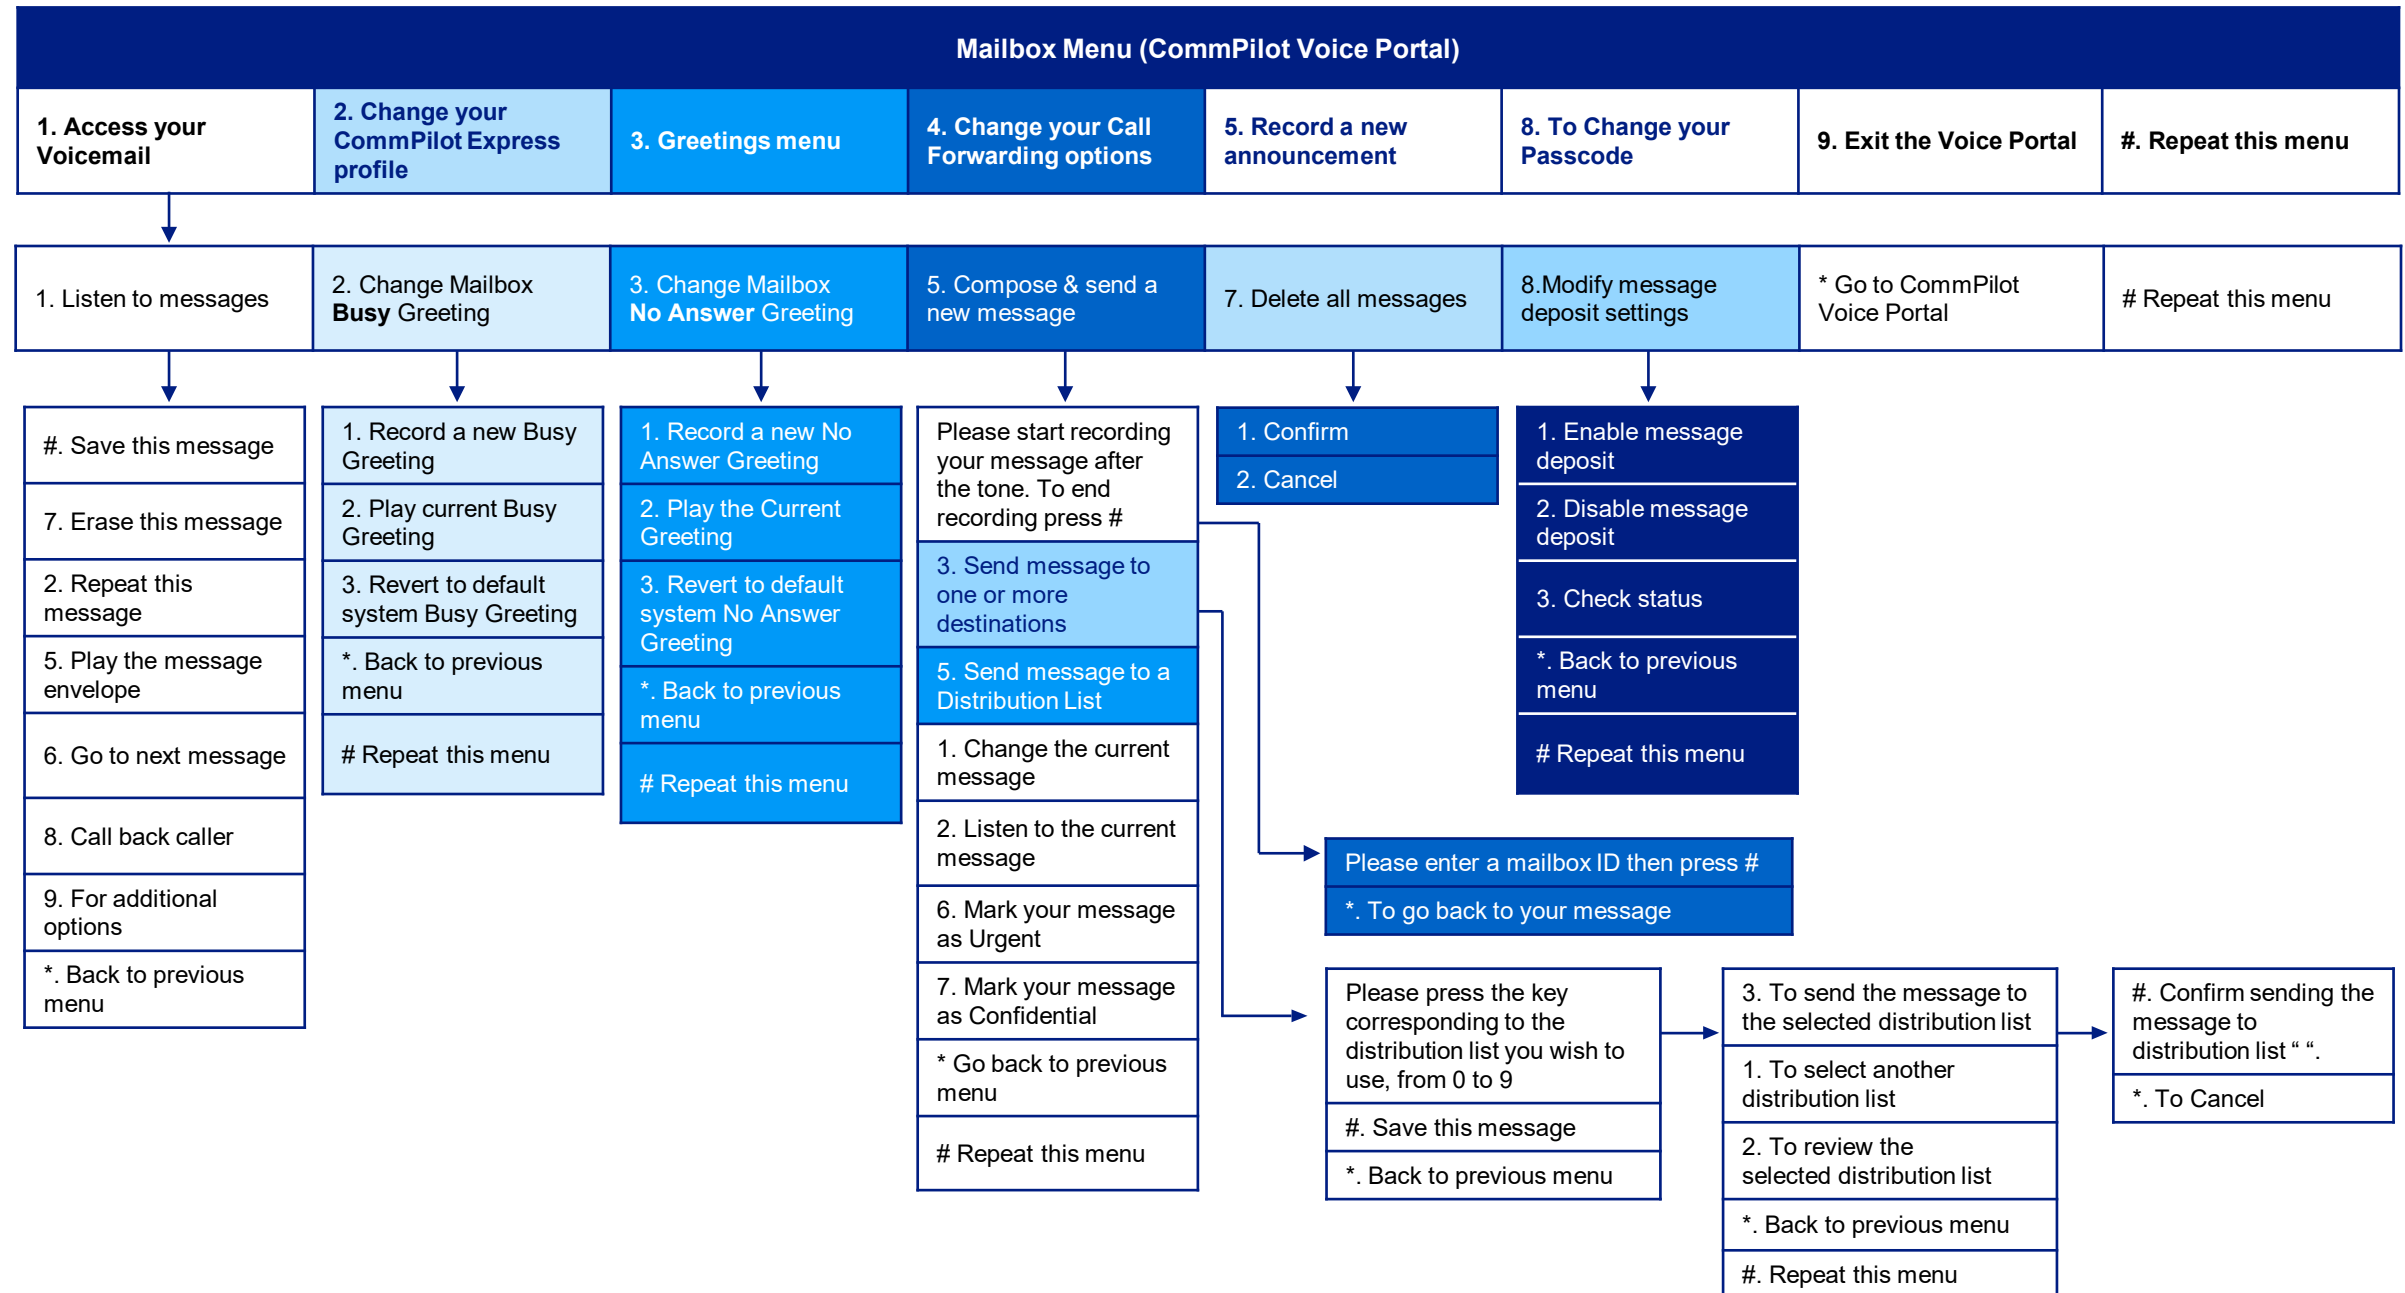 Mailbox Menu (CommPilot Voice Portal)
1. Access your
Voicemail
2. Change your
CommPilot Express
profile
3. Greetings menu
4. Change your Call
Forwarding options
5. Record a new
announcement
8. To Change your
Passcode
9. Exit the Voice Portal
#. Repeat this menu
1. Listen to messages
2. Change Mailbox
Busy Greeting
3. Change Mailbox
No Answer Greeting
5. Compose & send a
new message
7. Delete all messages
8.Modify message
deposit settings
* Go to CommPilot
Voice Portal
# Repeat this menu
#. Save this message
7. Erase this message
2. Repeat this
message
5. Play the message
envelope
6. Go to next message
8. Call back caller
9. For additional
options
*. Back to previous
menu
1. Record a new Busy
Greeting
2. Play current Busy
Greeting
3. Revert to default
system Busy Greeting
*. Back to previous
menu
# Repeat this menu
1. Record a new No
Answer Greeting
2. Play the Current
Greeting
3. Revert to default
system No Answer
Greeting
*. Back to previous
menu
# Repeat this menu
Please start recording
your message after
the tone. To end
recording press #
3. Send message to
one or more
destinations
5. Send message to a
Distribution List
1. Change the current
message
2. Listen to the current
message
6. Mark your message
as Urgent
7. Mark your message
as Confidential
* Go back to previous
menu
# Repeat this menu
1. Confirm
2. Cancel
1. Enable message
deposit
2. Disable message
deposit
3. Check status
*. Back to previous
menu
# Repeat this menu
Please enter a mailbox ID then press #
*. To go back to your message
Please press the key
corresponding to the
distribution list you wish to
use, from 0 to 9
#. Save this message
*. Back to previous menu
3. To send the message to
the selected distribution list
1. To select another
distribution list
2. To review the
selected distribution list
*. Back to previous menu
#. Repeat this menu
#. Confirm sending the
message to
distribution list “ “.
*. To Cancel